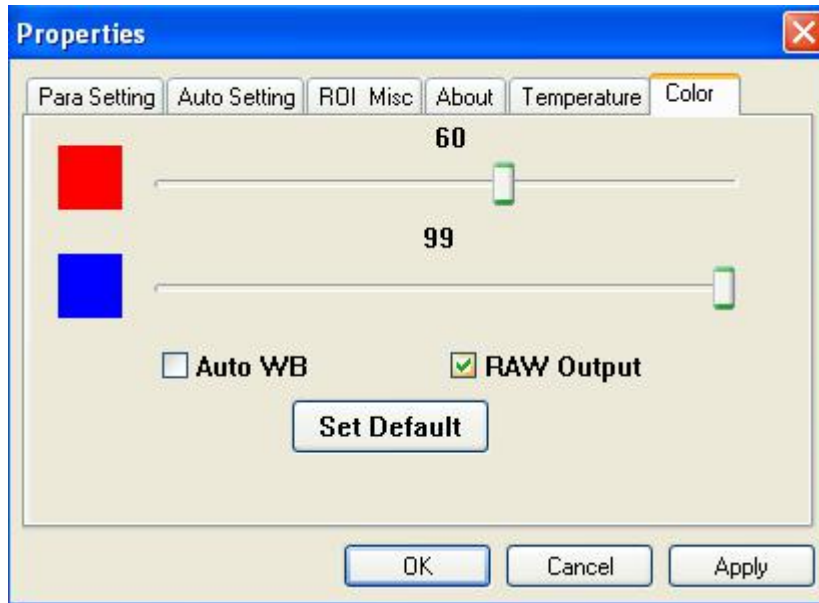 Properties
Para Setting Auto Setting ROI Misc About Temperature Color
60
99
Auto WB RAW Output
Set Default
OK Cancel Apply